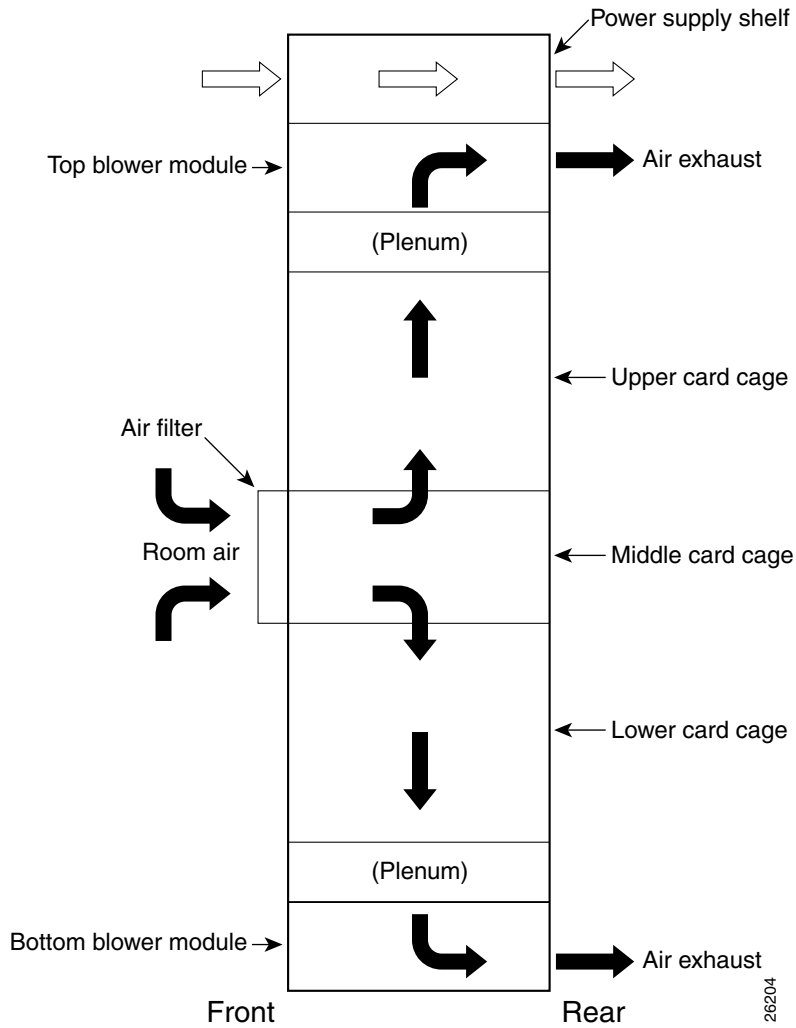 Power supply shelf
Top blower module
Air exhaust
(Plenum)
Upper card cage
Air filter
Room air
Middle card cage
Lower card cage
(Plenum)
Bottom blower module
Air exhaust
Front
Rear
26204